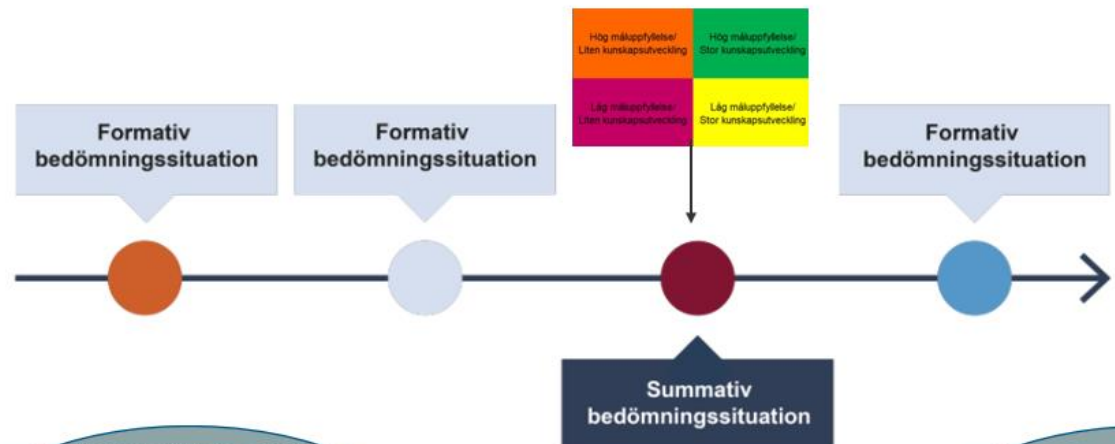 Hög måluppfyllelse/
Liten kunskapsutveckling
Hög måluppfyllelse/
Stor kunskapsutveckling
Låg måluppfyllelse/
Liten kunskapsutveckling
Låg måluppfyllelse/
Stor kunskapsutveckling
Formativ
bedömningssituation
Formativ
bedömningssituation
Formativ
bedömningssituation
Summativ
bedömningssituation